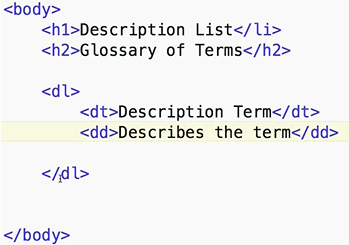 <body>
<h1>Description List</li>
<h2>Glossary of Terms</h2>
<dl>
<dt>Description Term</dt>
<dd>Describes the term</dd>
</dl>
</body>